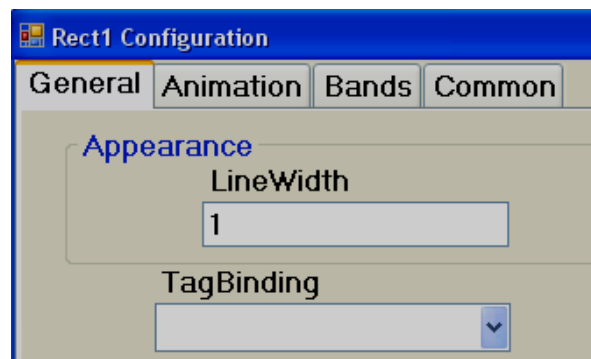 Rect1 Configuration
General Animation Bands Common
Appearance
LineWidth
1
TagBinding